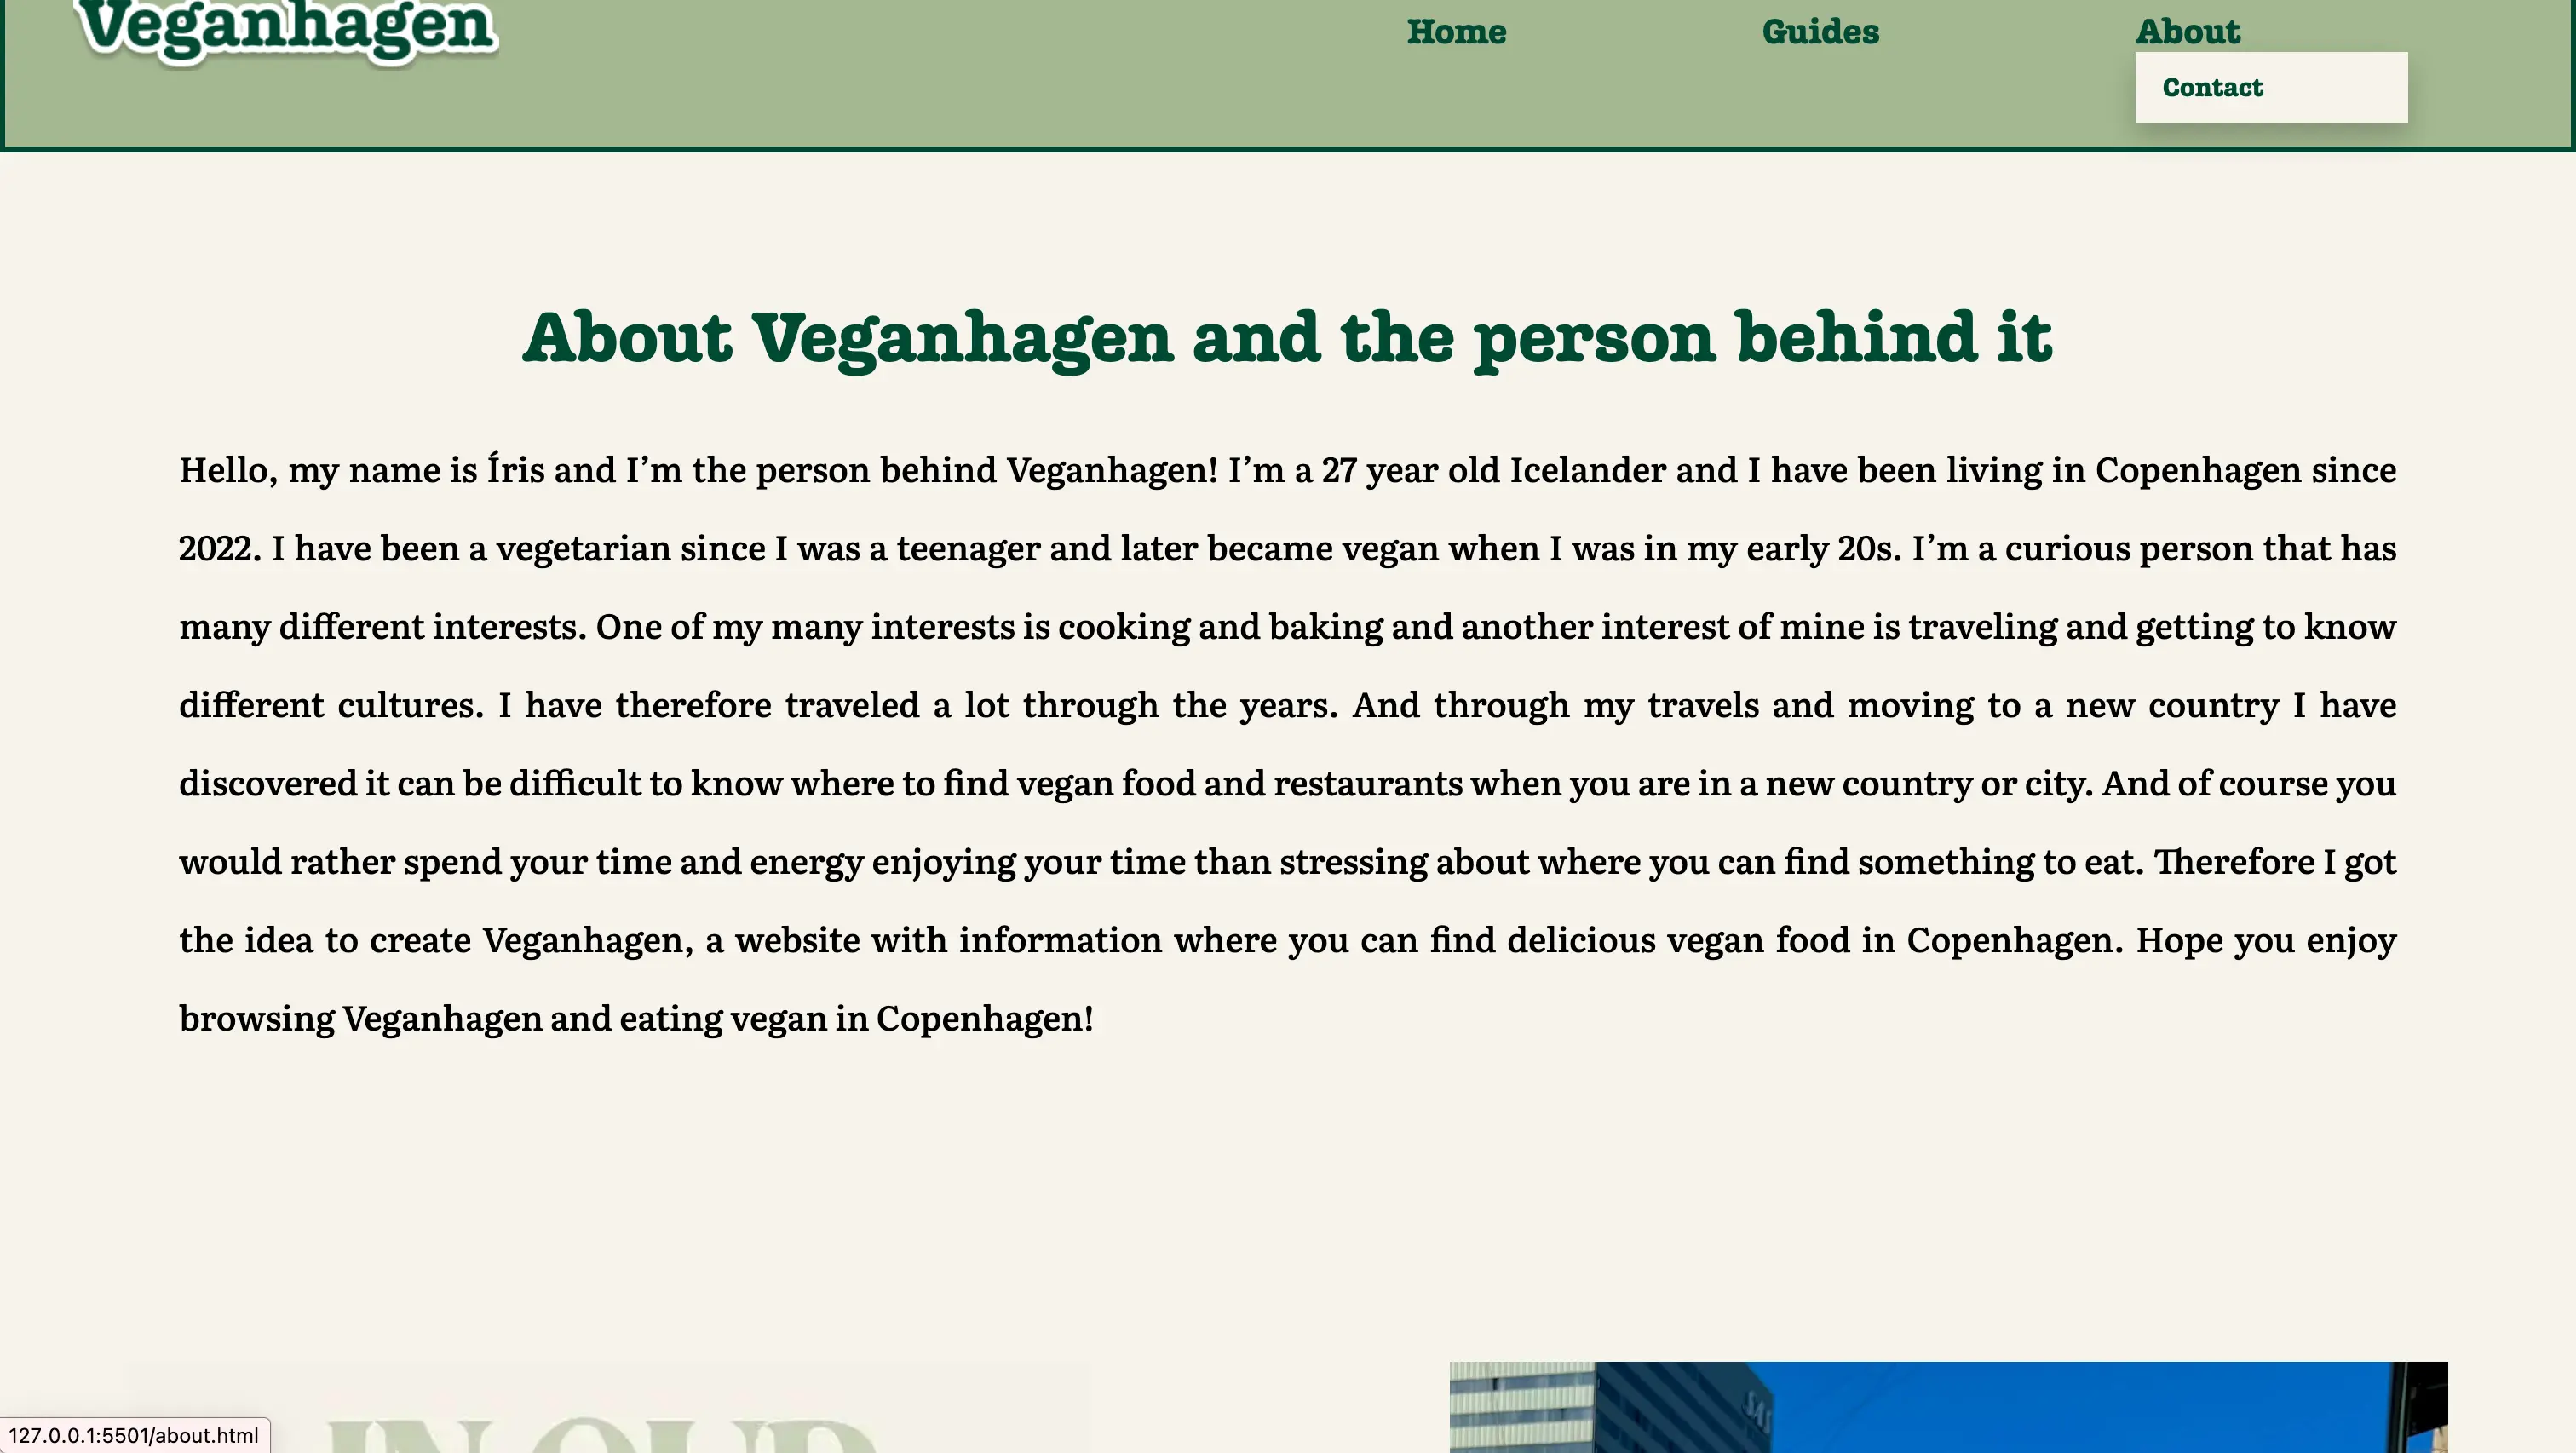 Veganhagen
Home
Guides
About
Contact
About Veganhagen and the person behind it
Hello, my name is Íris and I’m the person behind Veganhagen! I’m a 27 year old Icelander and I have been living in Copenhagen since
2022. I have been a vegetarian since I was a teenager and later became vegan when I was in my early 20s. I’m a curious person that has
many different interests. One of my many interests is cooking and baking and another interest of mine is traveling and getting to know
different cultures. I have therefore traveled a lot through the years. And through my travels and moving to a new country I have
discovered it can be difficult to know where to find vegan food and restaurants when you are in a new country or city. And of course you
would rather spend your time and energy enjoying your time than stressing about where you can find something to eat. Therefore I got
the idea to create Veganhagen, a website with information where you can find delicious vegan food in Copenhagen. Hope you enjoy
browsing Veganhagen and eating vegan in Copenhagen!
SAS
127.0.0.1:5501/about.html